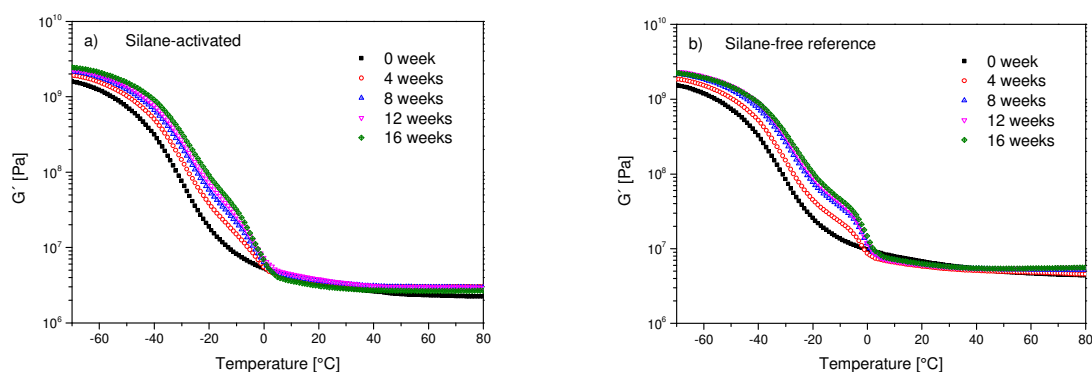 a) Silane-activated
0 week
4 weeks
8 weeks
12 weeks
16 weeks
G´ [Pa]
10^10
10^9
10^8
10^7
10^6
-60 -40 -20 0 20 40 60 80
Temperature [°C]
b) Silane-free reference
0 week
4 weeks
8 weeks
12 weeks
16 weeks
G´ [Pa]
10^10
10^9
10^8
10^7
10^6
-60 -40 -20 0 20 40 60 80
Temperature [°C]